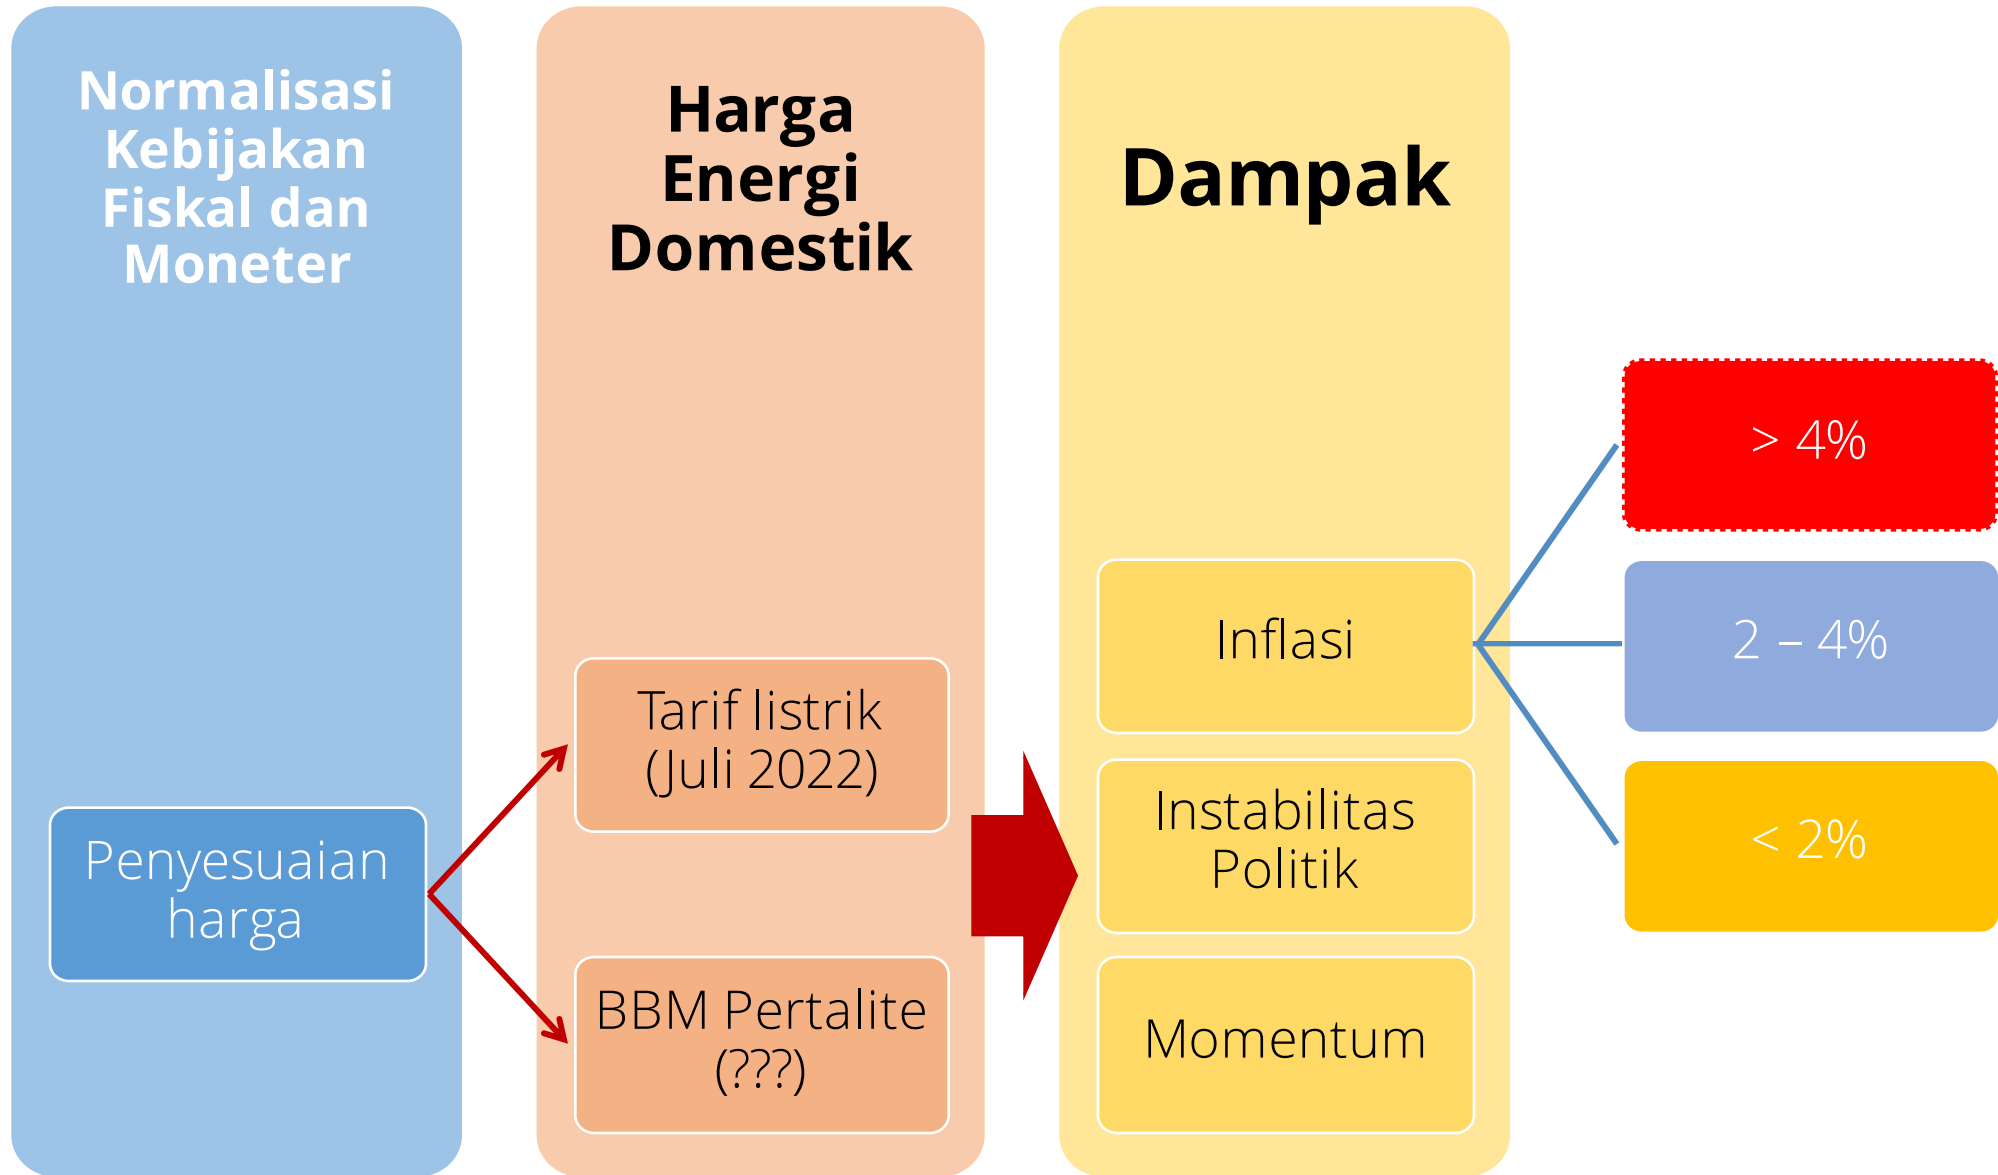 Normalisasi
Kebijakan
Fiskal dan
Moneter
Penyesuaian
harga
Harga
Energi
Domestik
Tarif listrik
(Juli 2022)
BBM Pertalite
(???)
Dampak
Inflasi
Instabilitas
Politik
Momentum
> 4%
2 – 4%
< 2%